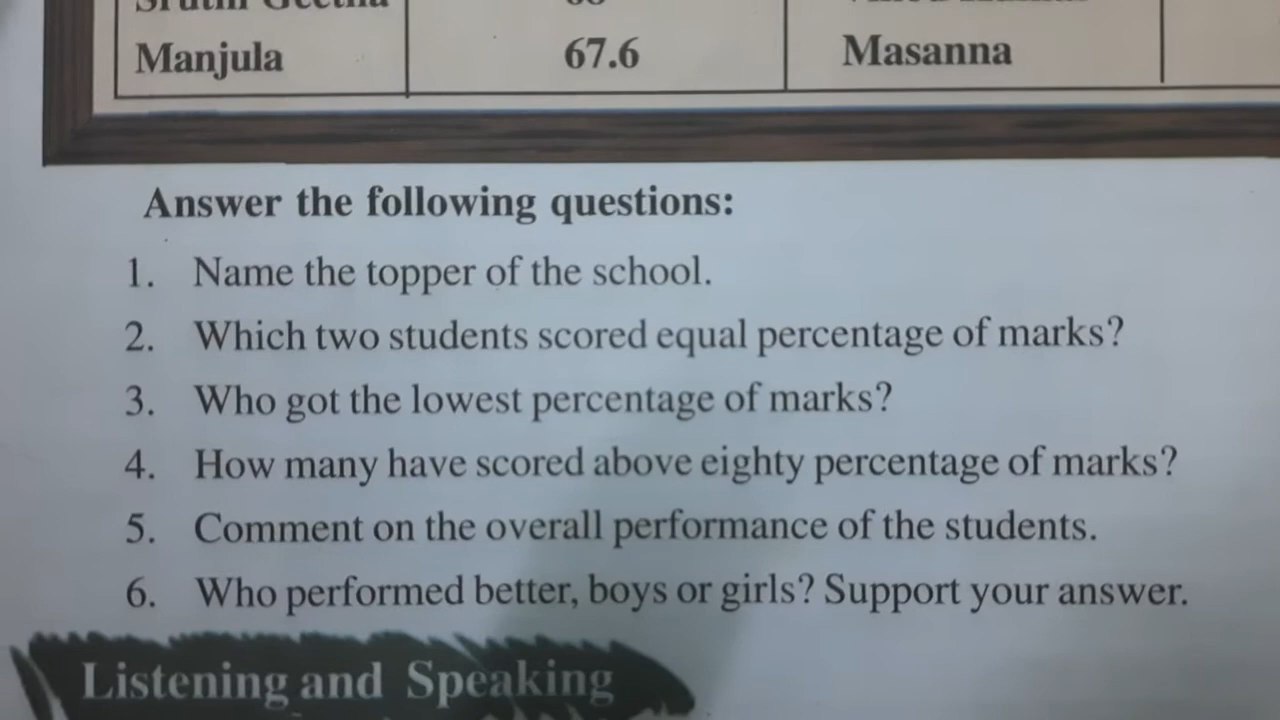 Manjula 67.6 Masanna
Answer the following questions:
1. Name the topper of the school.
2. Which two students scored equal percentage of marks?
3. Who got the lowest percentage of marks?
4. How many have scored above eighty percentage of marks?
5. Comment on the overall performance of the students.
6. Who performed better, boys or girls? Support your answer.
Listening and Speaking